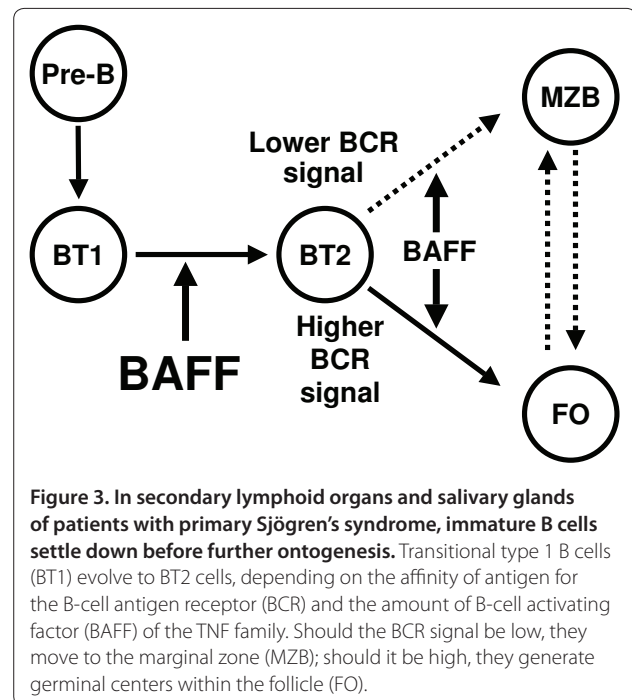 Pre-B
MZB
Lower BCR
signal
BT1
BT2
BAFF
BAFF
Higher
BCR
signal
FO
Figure 3. In secondary lymphoid organs and salivary glands
of patients with primary Sjögren's syndrome, immature B cells
settle down before further ontogenesis. Transitional type 1 B cells
(BT1) evolve to BT2 cells, depending on the affinity of antigen for
the B-cell antigen receptor (BCR) and the amount of B-cell activating
factor (BAFF) of the TNF family. Should the BCR signal be low, they
move to the marginal zone (MZB); should it be high, they generate
germinal centers within the follicle (FO).